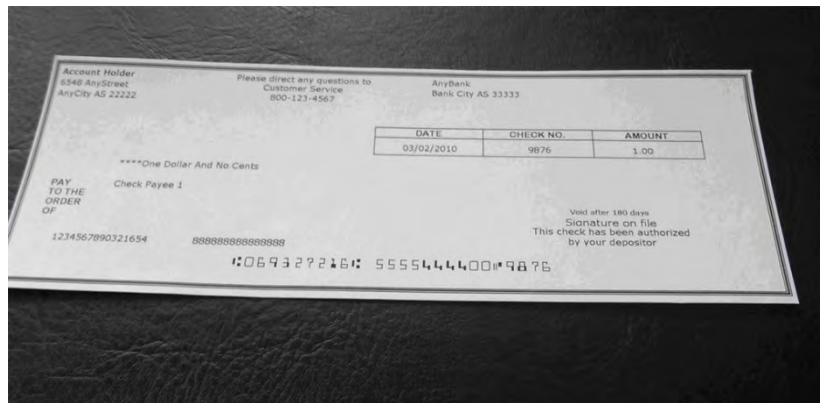 Account Holder
6548 AnyStreet
AnyCity AS 22222
Please direct any questions to
Customer Service
800-123-4567
AnyBank
Bank City AS 33333
DATE CHECK NO. AMOUNT
03/02/2010 9876 1.00
****One Dollar And No Cents
PAY
TO THE
ORDER
OF
Check Payee 1
Void after 180 days
Signature on file
This check has been authorized
by your depositor
1234567890321654 888888888888888
⑆069327216⑆ 5555444400⑈9876